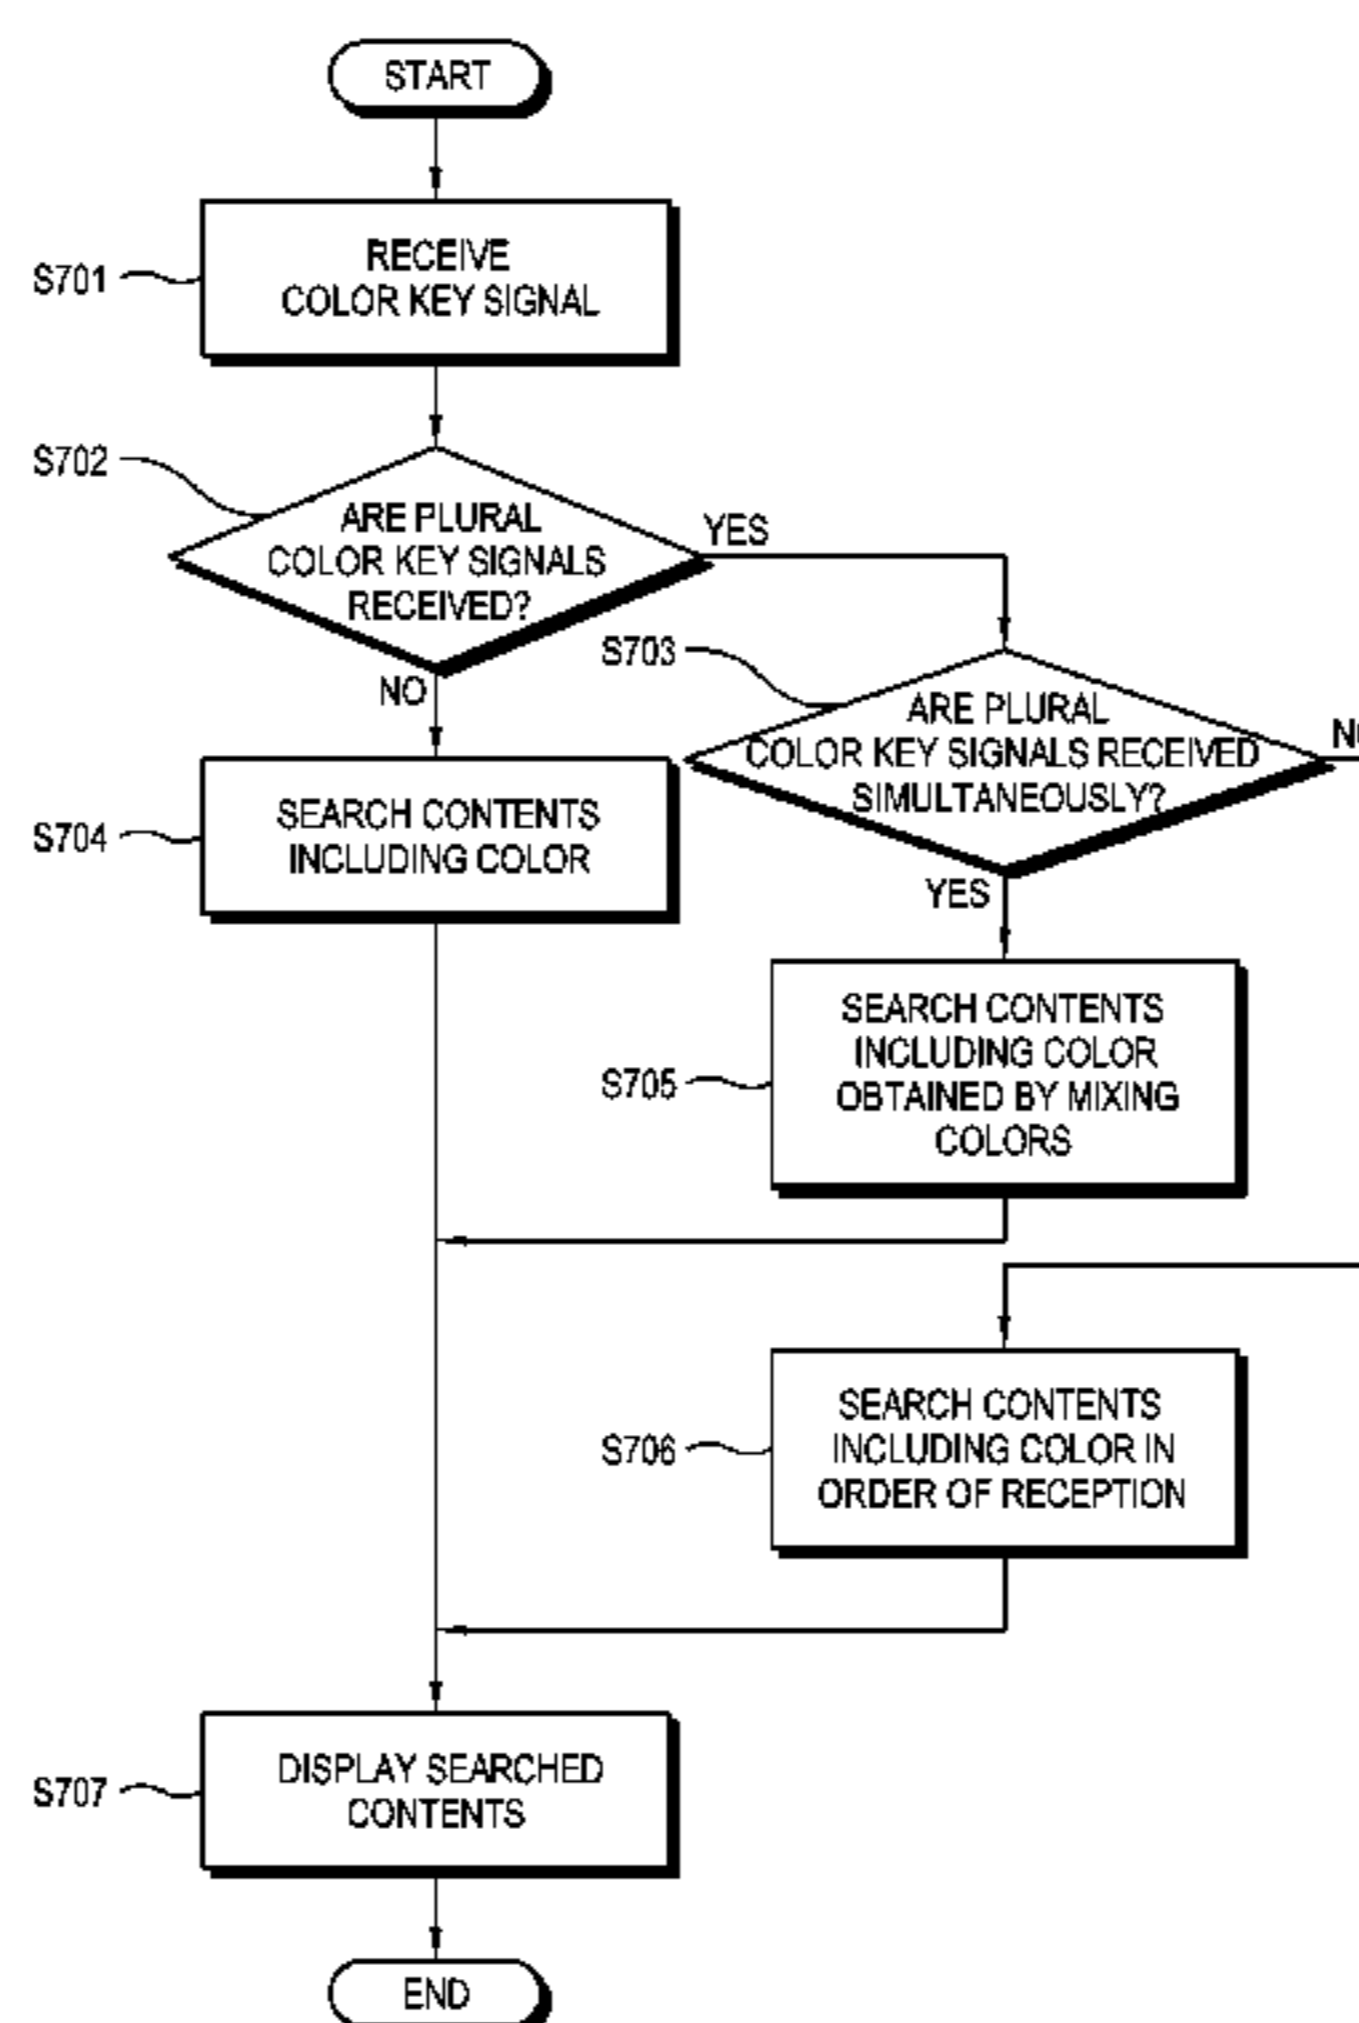 START
S701
RECEIVE
COLOR KEY SIGNAL
S702
ARE PLURAL
COLOR KEY SIGNALS
RECEIVED?
YES
NO
S703
ARE PLURAL
COLOR KEY SIGNALS RECEIVED
SIMULTANEOUSLY?
YES
S704
SEARCH CONTENTS
INCLUDING COLOR
S705
SEARCH CONTENTS
INCLUDING COLOR
OBTAINED BY MIXING
COLORS
S706
SEARCH CONTENTS
INCLUDING COLOR IN
ORDER OF RECEPTION
S707
DISPLAY SEARCHED
CONTENTS
END